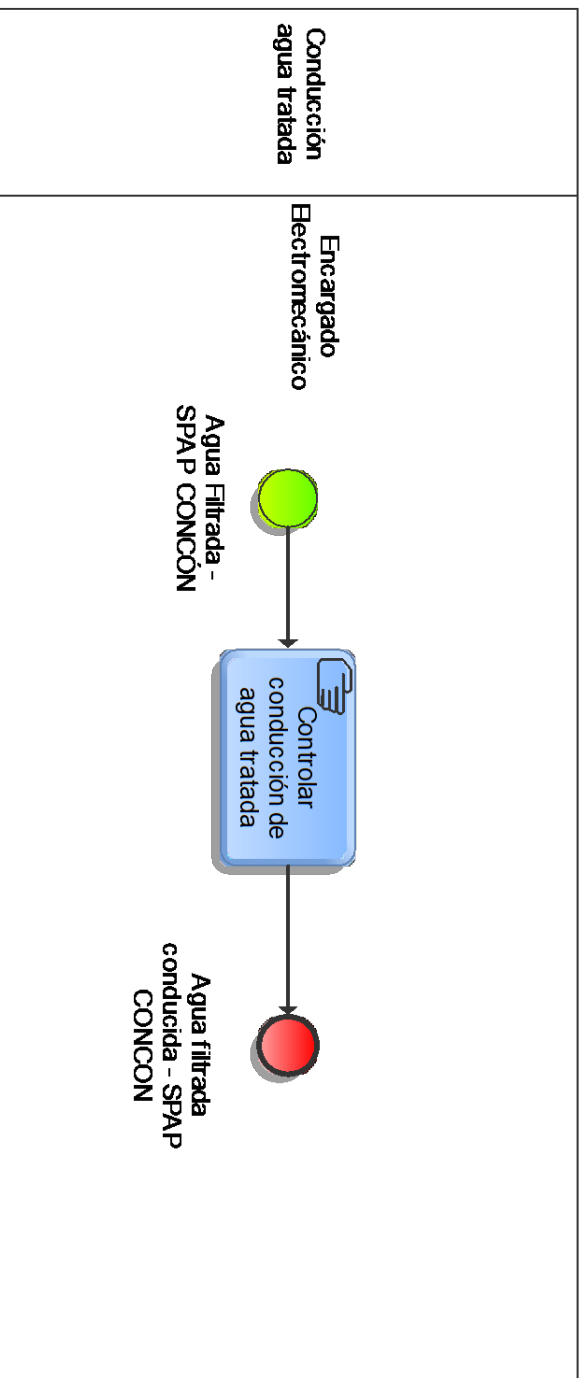 Conducción
agua tratada
Encargado
Electromecánico
Agua Filtrada -
SPAP CONCÓN
Controlar
conducción de
agua tratada
Agua filtrada
conducida - SPAP
CONCON